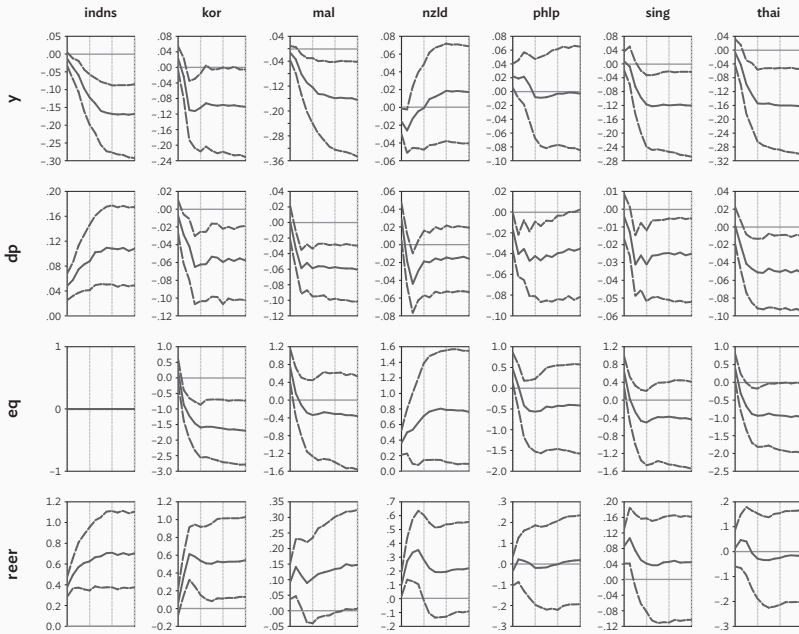 indns kor mal nzld phlp sing thai
y
.05 .00 –.05 –.10 –.15 –.20 –.25 –.30
.08 .04 .00 –.04 –.08 –.12 –.16 –.20 –.24
.04 –.04 –.12 –.20 –.28 –.36
.08 .06 .04 .02 .00 –.02 –.04 –.06
.08 .06 .04 .02 .00 –.02 –.04 –.06 –.08 –.10
.08 .04 .00 –.04 –.08 –.12 –.16 –.20 –.24 –.28
.04 .00 –.04 –.08 –.12 –.16 –.20 –.24 –.28 –.32
dp
.20 .16 .12 .08 .04 .00
.02 .00 –.02 –.04 –.06 –.08 –.10 –.12
.04 .02 .00 –.02 –.04 –.06 –.08 –.10 –.12
.06 .04 .02 .00 –.02 –.04 –.06 –.08
.02 .00 –.02 –.04 –.06 –.08 –.10
.01 .00 –.01 –.02 –.03 –.04 –.05 –.06
.04 .02 .00 –.02 –.04 –.06 –.08 –.10
eq
1 0 –1
1.0 0.5 0.0 –0.5 –1.0 –1.5 –2.0 –2.5 –3.0
1.2 .8 .4 .0 –.4 –.8 –1.2 –1.6
1.6 1.4 1.2 1.0 0.8 0.6 0.4 0.2 0.0
1.0 0.5 0.0 –0.5 –1.0 –1.5 –2.0
1.2 .8 .4 .0 –.4 –.8 –1.2 –1.6
1.0 0.5 0.0 –0.5 –1.0 –1.5 –2.0 –2.5
reer
1.2 1.0 0.8 0.6 0.4 0.2 0.0
1.2 1.0 0.8 0.6 0.4 0.2 0.0 –0.2
.35 .30 .25 .20 .15 .10 .05 .00 –.05
.7 .6 .5 .4 .3 .2 .1 .0 –.1 –.2
.3 .2 .1 .0 –.1 –.2 –.3
.20 .16 .12 .08 .04 .00 –.04 –.08 –.12
.2 .1 .0 –.1 –.2 –.3